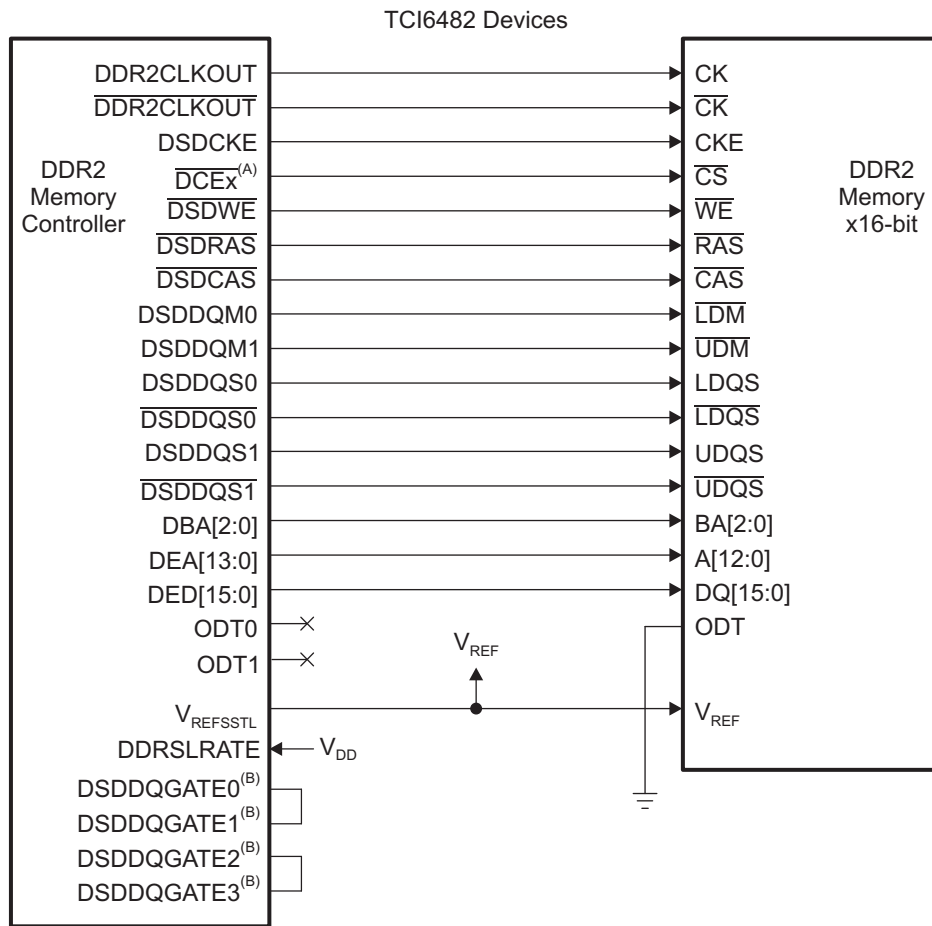 TCI6482 Devices
DDR2
Memory
Controller
DDR2CLKOUT
DDR2CLKOUT
DSDCKE
DCEx(A)
DSDWE
DSDRAS
DSDCAS
DSDDQM0
DSDDQM1
DSDDQS0
DSDDQS0
DSDDQS1
DSDDQS1
DBA[2:0]
DEA[13:0]
DED[15:0]
ODT0
ODT1
VREFSSTL
DDRSLRATE
DSDDQGATE0(B)
DSDDQGATE1(B)
DSDDQGATE2(B)
DSDDQGATE3(B)
VREF
VDD
CK
CK
CKE
CS
WE
RAS
CAS
LDM
UDM
LDQS
LDQS
UDQS
UDQS
BA[2:0]
A[12:0]
DQ[15:0]
ODT
VREF
DDR2
Memory
x16-bit